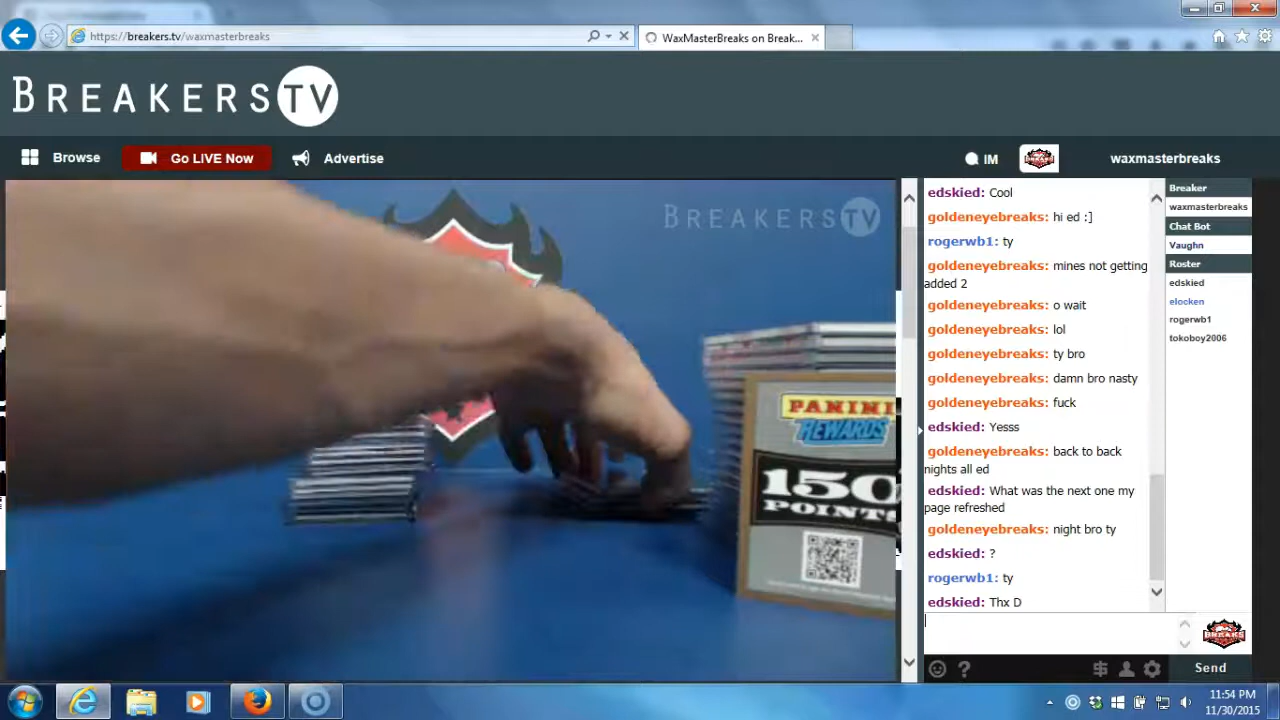 https://breakers.tv/waxmasterbreaks
WaxMasterBreaks on Break...
BREAKERS TV
Browse
Go LIVE Now
Advertise
IM
waxmasterbreaks
BREAKERS TV
PANINI
REWARDS
150
POINTS
edskied: Cool
goldeneyebreaks: hi ed :]
rogerwb1: ty
goldeneyebreaks: mines not getting
added 2
goldeneyebreaks: o wait
goldeneyebreaks: lol
goldeneyebreaks: ty bro
goldeneyebreaks: damn bro nasty
goldeneyebreaks: fuck
edskied: Yesss
goldeneyebreaks: back to back
nights all ed
edskied: What was the next one my
page refreshed
goldeneyebreaks: night bro ty
edskied: ?
rogerwb1: ty
edskied: Thx D
Breaker
waxmasterbreaks
Chat Bot
Vaughn
Roster
edskied
elocken
rogerwb1
tokoboy2006
BREAKS
Send
11:54 PM
11/30/2015